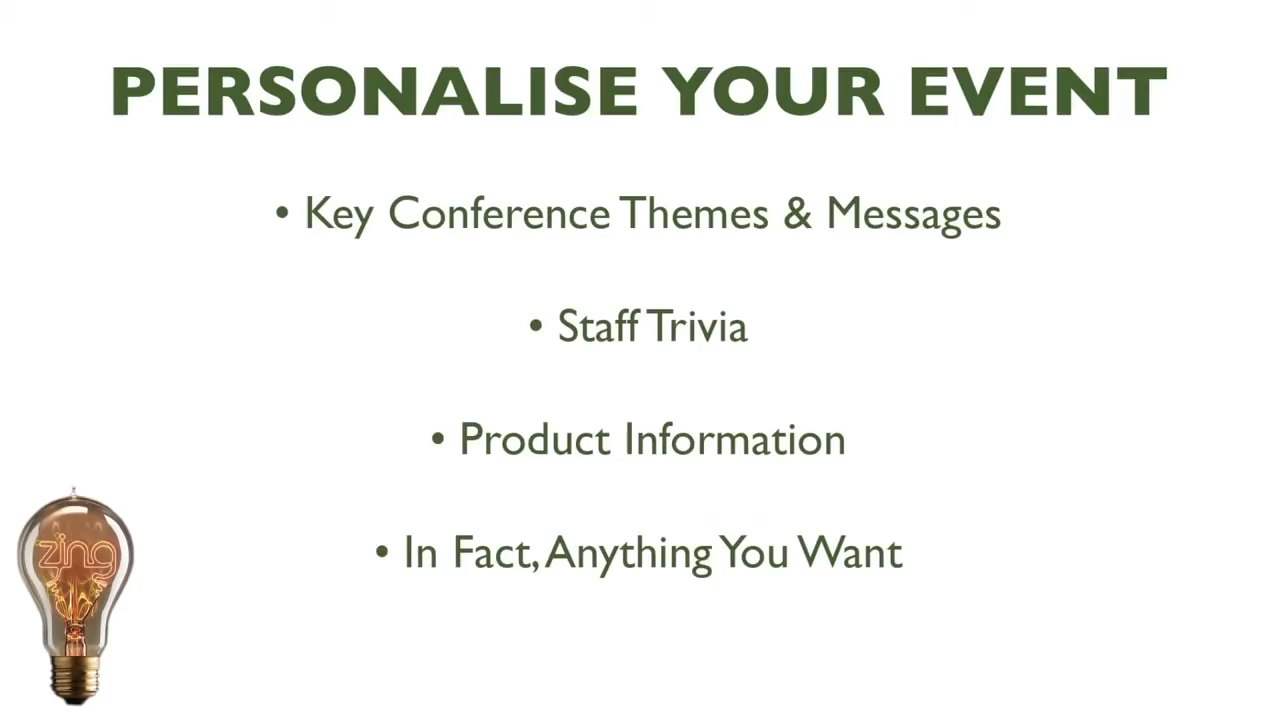 PERSONALISE YOUR EVENT
• Key Conference Themes & Messages
• Staff Trivia
• Product Information
• In Fact, Anything You Want
zing